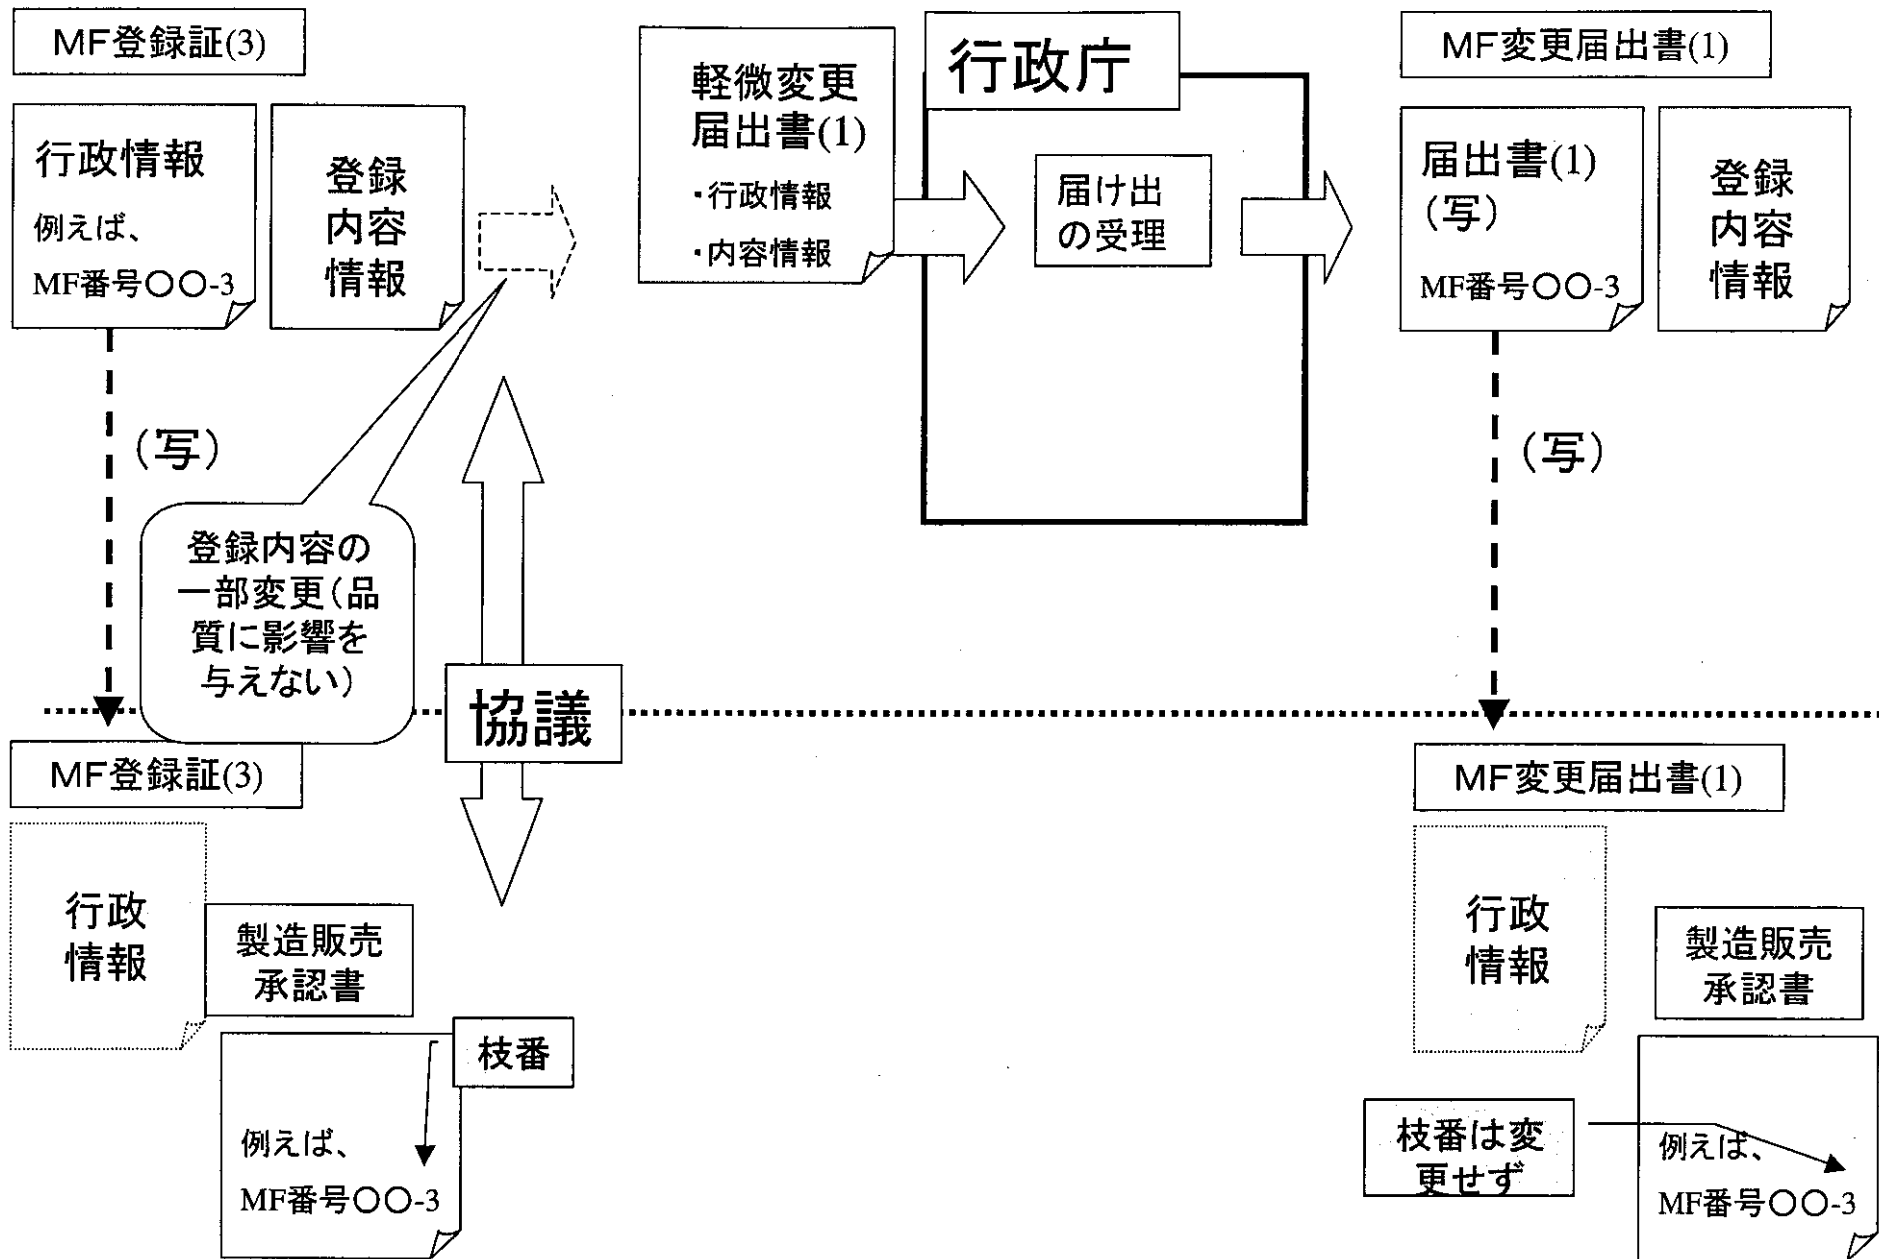 MF登録証(3)
行政情報
例えば、
MF番号〇〇-3
登録
内容
情報
軽微変更
届出書(1)
・行政情報
・内容情報
行政庁
届け出
の受理
MF変更届出書(1)
届出書(1)
(写)
MF番号〇〇-3
登録
内容
情報
(写)
登録内容の
一部変更(品
質に影響を
与えない)
協議
(写)
MF登録証(3)
行政
情報
製造販売
承認書
枝番
例えば、
MF番号〇〇-3
MF変更届出書(1)
行政
情報
製造販売
承認書
枝番は変
更せず
例えば、
MF番号〇〇-3